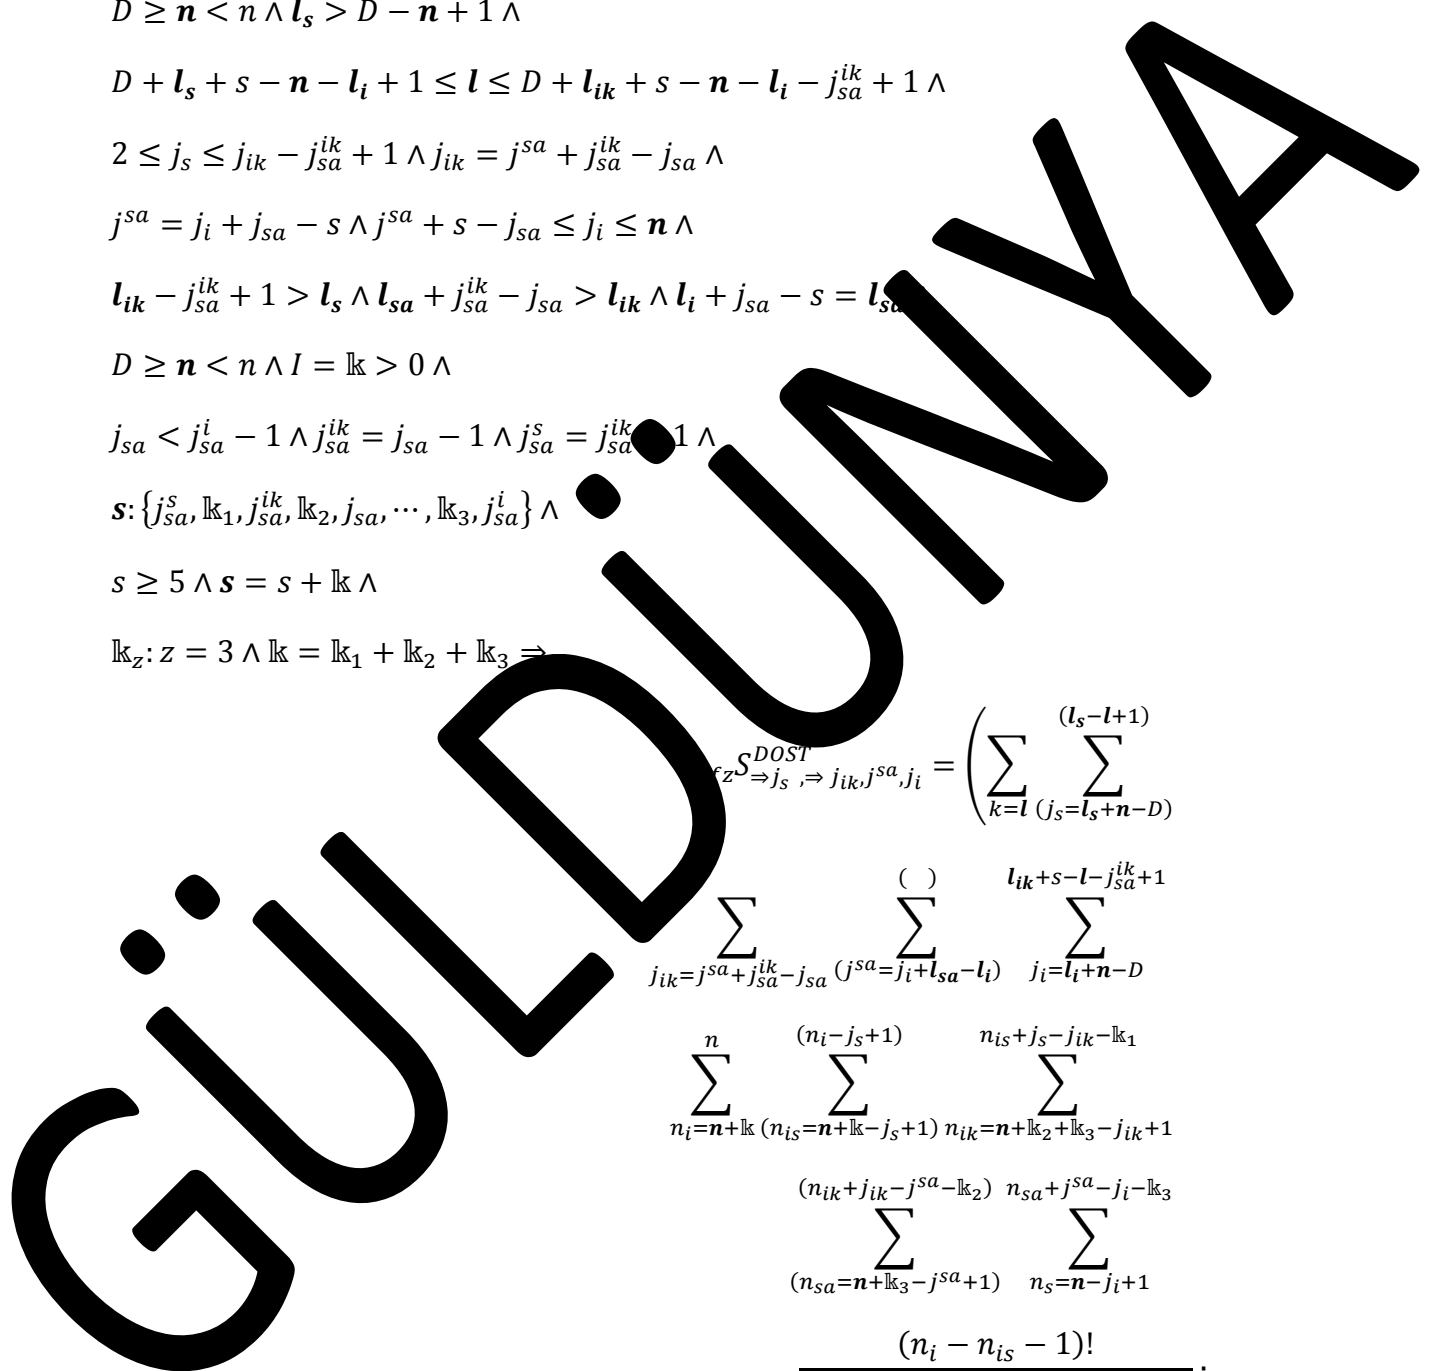 D ≥ 𝒏 < n ∧ 𝒍_𝒔 > D − 𝒏 + 1 ∧
D + 𝒍_𝒔 + s − 𝒏 − 𝒍_𝒊 + 1 ≤ 𝒍 ≤ D + 𝒍_𝒊𝒌 + s − 𝒏 − 𝒍_𝒊 − j_sa^ik + 1 ∧
2 ≤ j_s ≤ j_ik − j_sa^ik + 1 ∧ j_ik = j^sa + j_sa^ik − j_sa ∧
j^sa = j_i + j_sa − s ∧ j^sa + s − j_sa ≤ j_i ≤ 𝒏 ∧
𝒍_𝒊𝒌 − j_sa^ik + 1 > 𝒍_𝒔 ∧ 𝒍_𝒔𝒂 + j_sa^ik − j_sa > 𝒍_𝒊𝒌 ∧ 𝒍_𝒊 + j_sa − s = 𝒍_𝒔𝒂
D ≥ 𝒏 < n ∧ I = 𝕜 > 0 ∧
j_sa < j_sa^i − 1 ∧ j_sa^ik = j_sa − 1 ∧ j_sa^s = j_sa^ik 1 ∧
𝒔: {j_sa^s, 𝕜_1, j_sa^ik, 𝕜_2, j_sa, ⋯, 𝕜_3, j_sa^i} ∧
s ≥ 5 ∧ 𝒔 = s + 𝕜 ∧
𝕜_z: z = 3 ∧ 𝕜 = 𝕜_1 + 𝕜_2 + 𝕜_3 ⇒
_z S_{⇒j_s ,⇒ j_ik,j^sa,j_i}^{DOST} = ( ∑_{k=𝒍} ∑_{(j_s=𝒍_𝒔+𝒏−D)}^{(𝒍_𝒔−𝒍+1)}
∑_{j_ik=j^sa+j_sa^ik−j_sa} ∑_{(j^sa=j_i+𝒍_𝒔𝒂−𝒍_𝒊)}^{( )} ∑_{j_i=𝒍_𝒊+𝒏−D}^{𝒍_𝒊𝒌+s−𝒍−j_sa^ik+1}
∑_{n_i=𝒏+𝕜}^{n} ∑_{(n_is=𝒏+𝕜−j_s+1)}^{(n_i−j_s+1)} ∑_{n_ik=𝒏+𝕜_2+𝕜_3−j_ik+1}^{n_is+j_s−j_ik−𝕜_1}
∑_{(n_sa=𝒏+𝕜_3−j^sa+1)}^{(n_ik+j_ik−j^sa−𝕜_2)} ∑_{n_s=𝒏−j_i+1}^{n_sa+j^sa−j_i−𝕜_3}
(n_i − n_is − 1)!
GÜLDÜNYA